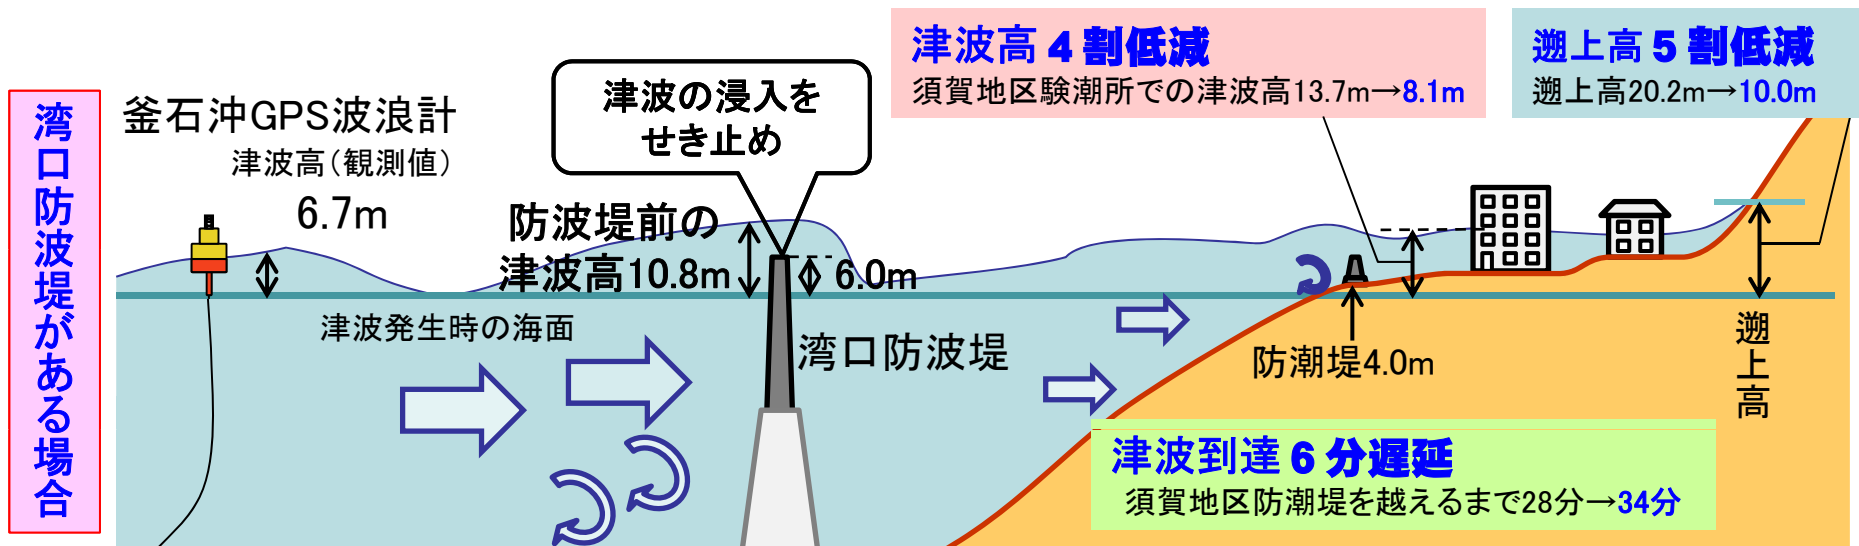 湾口防波堤がある場合
釜石沖GPS波浪計
津波高（観測値）
6.7m
津波の浸入を
せき止め
防波堤前の
津波高10.8m
6.0m
津波発生時の海面
湾口防波堤
津波高 4 割低減
須賀地区験潮所での津波高13.7m→8.1m
遡上高 5 割低減
遡上高20.2m→10.0m
防潮堤4.0m
遡上高
津波到達 6 分遅延
須賀地区防潮堤を越えるまで28分→34分